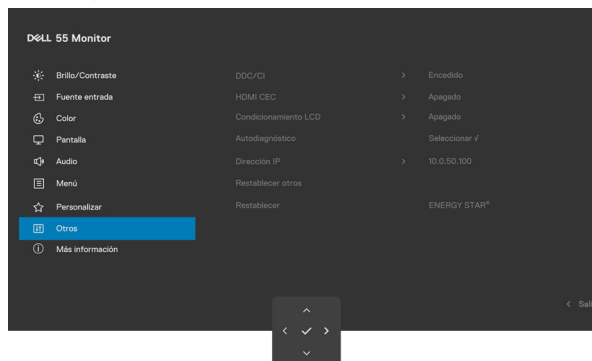 DELL 55 Monitor
Brillo/Contraste DDC/CI > Encedido
Fuente entrada HDMI CEC > Apagado
Color Condicionamiento LCD > Apagado
Pantalla Autodiagnóstico Seleccionar √
Audio Dirección IP > 10.0.50.100
Menú Restablecer otros
Personalizar Restablecer ENERGY STAR®
Otros
Más información
< Sali